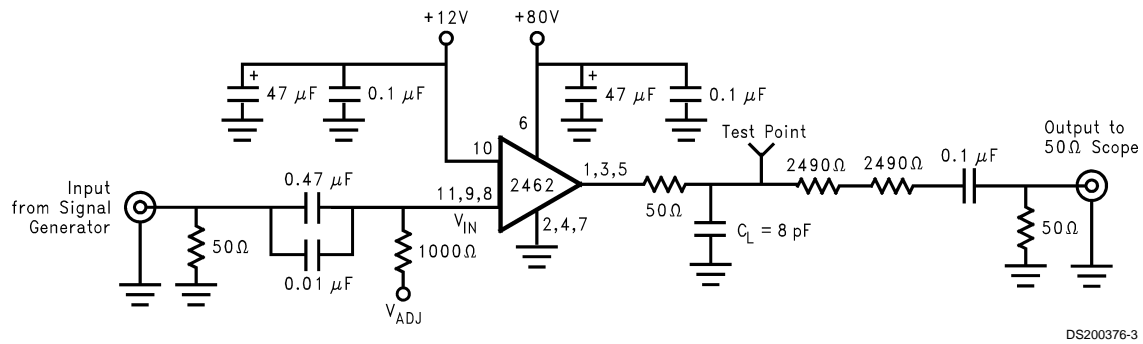 +12V
+80V
+
47 μF
0.1 μF
+
47 μF
0.1 μF
6
Test Point
Output to
50Ω Scope
10
2462
1,3,5
2490Ω
2490Ω
0.1 μF
Input
from Signal
Generator
0.47 μF
11,9,8
V_IN
2,4,7
50Ω
C_L = 8 pF
50Ω
50Ω
1000Ω
0.01 μF
V_ADJ
DS200376-3